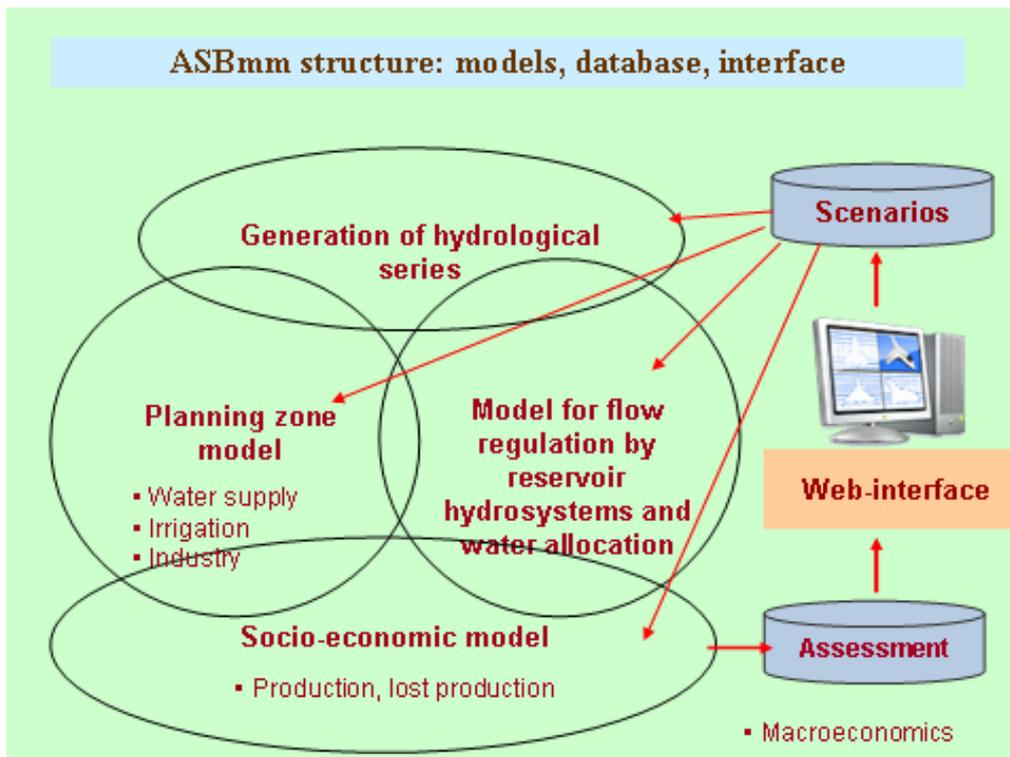 ASBmm structure: models, database, interface
Generation of hydrological
series
Scenarios
Planning zone
model
▪ Water supply
▪ Irrigation
▪ Industry
Model for flow
regulation by
reservoir
hydrosystems and
water allocation
Web-interface
Socio-economic model
▪ Production, lost production
Assessment
▪ Macroeconomics